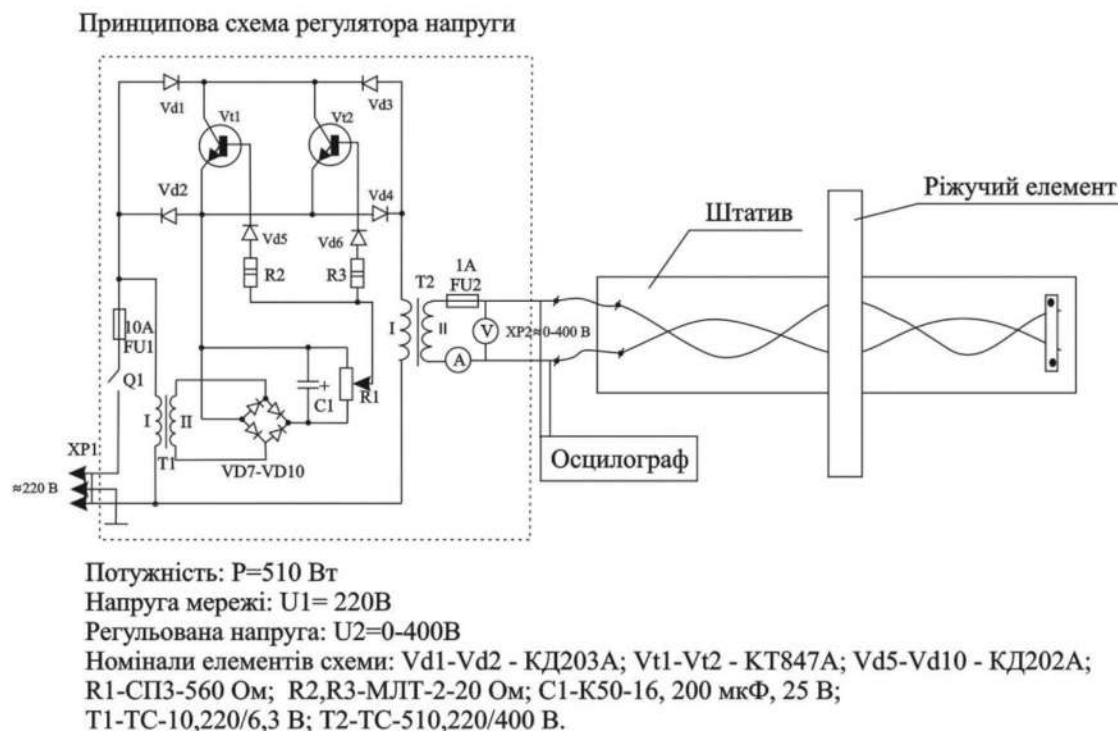 Принципова схема регулятора напруги
Vd1
Vd3
Vt1
Vt2
Vd2
Vd4
Vd5
Vd6
R2
R3
10A
FU1
Q1
I
II
T1
XP1
≈220 В
VD7-VD10
+
C1
R1
T2
I
II
1A
FU2
V
A
XP2≈0-400 В
Осцилограф
Штатив
Ріжучий елемент
Потужність: P=510 Вт
Напруга мережі: U1= 220В
Регульована напруга: U2=0-400В
Номінали елементів схеми: Vd1-Vd2 - КД203А; Vt1-Vt2 - КТ847А; Vd5-Vd10 - КД202А;
R1-СП3-560 Ом; R2,R3-МЛТ-2-20 Ом; С1-К50-16, 200 мкФ, 25 В;
Т1-ТС-10,220/6,3 В; Т2-ТС-510,220/400 В.